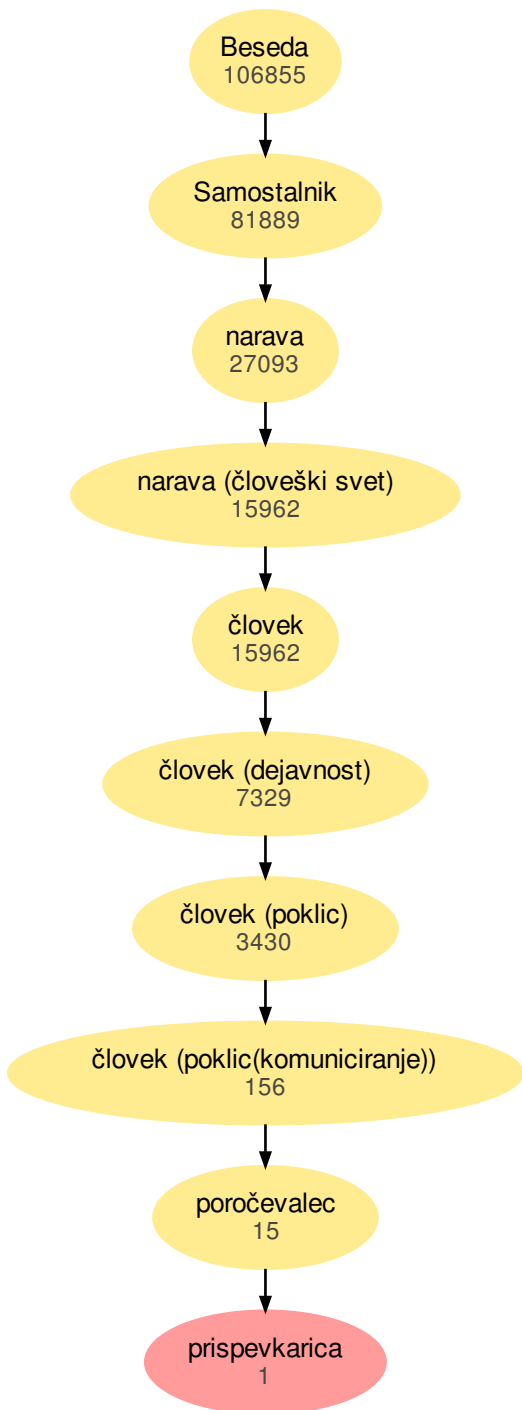 Beseda
106855
Samostalnik
81889
narava
27093
narava (človeški svet)
15962
človek
15962
človek (dejavnost)
7329
človek (poklic)
3430
človek (poklic(komuniciranje))
156
poročevalec
15
prispevkarica
1